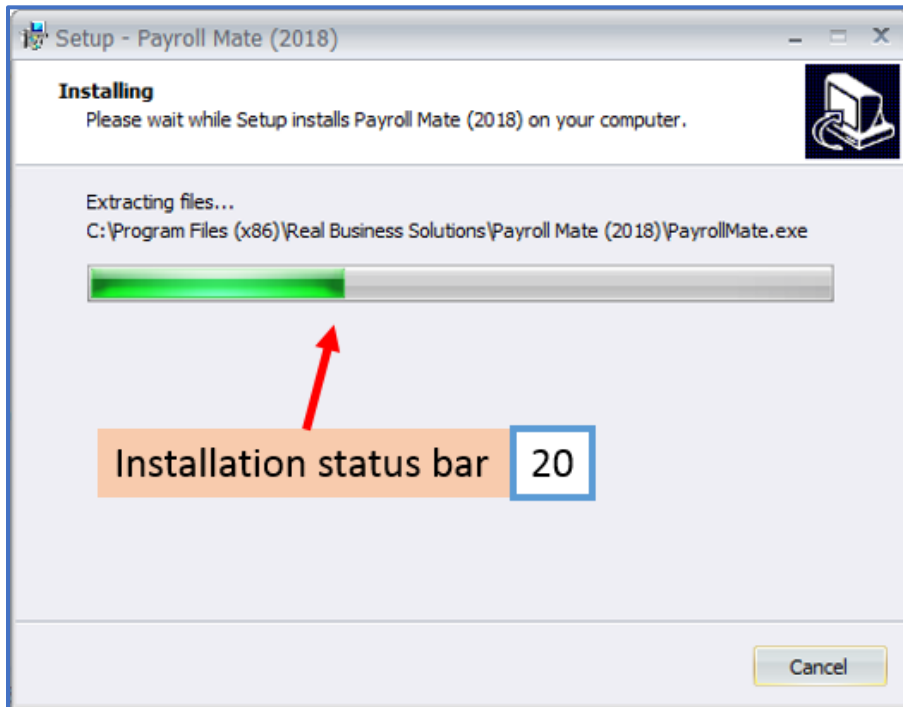 Setup - Payroll Mate (2018)
Installing
Please wait while Setup installs Payroll Mate (2018) on your computer.
Extracting files...
C:\Program Files (x86)\Real Business Solutions\Payroll Mate (2018)\PayrollMate.exe
Installation status bar 20
Cancel